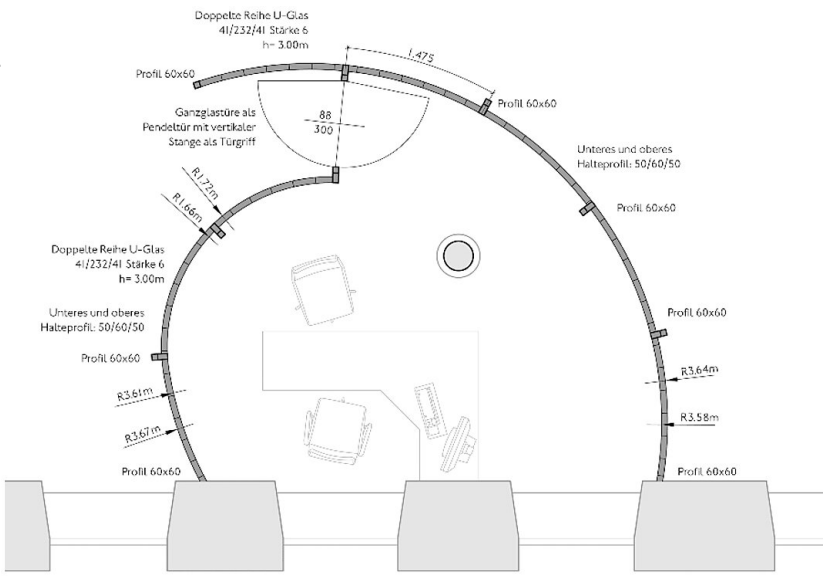 Doppelte Reihe U-Glas
41/232/41 Stärke 6
h= 3.00m
1.475
Profil 60x60
Profil 60x60
Ganzglastüre als
Pendeltür mit vertikaler
Stange als Türgriff
88
300
Unteres und oberes
Halteprofil: 50/60/50
R1.72m
R1.66m
Profil 60x60
Doppelte Reihe U-Glas
41/232/41 Stärke 6
h= 3.00m
Unteres und oberes
Halteprofil: 50/60/50
Profil 60x60
Profil 60x60
R3.64m
R3.61m
R3.58m
R3.67m
Profil 60x60
Profil 60x60